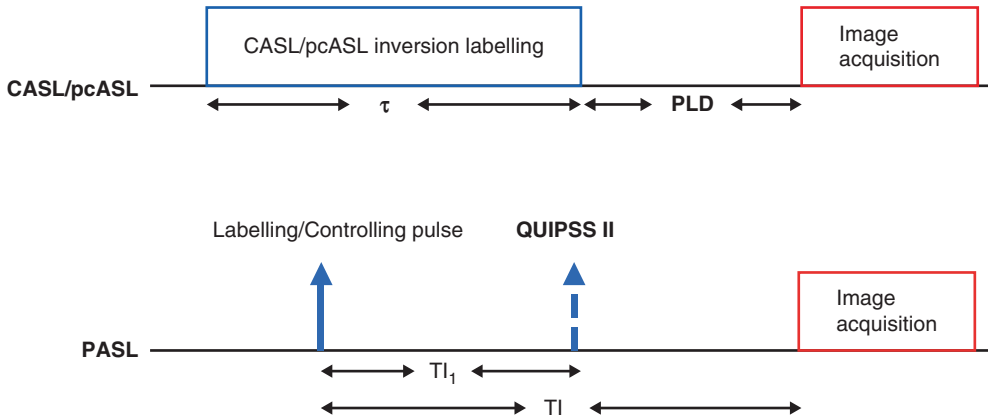 CASL/pcASL inversion labelling
Image
acquisition
CASL/pcASL
τ
PLD
Labelling/Controlling pulse
QUIPSS II
Image
acquisition
PASL
TI₁
TI